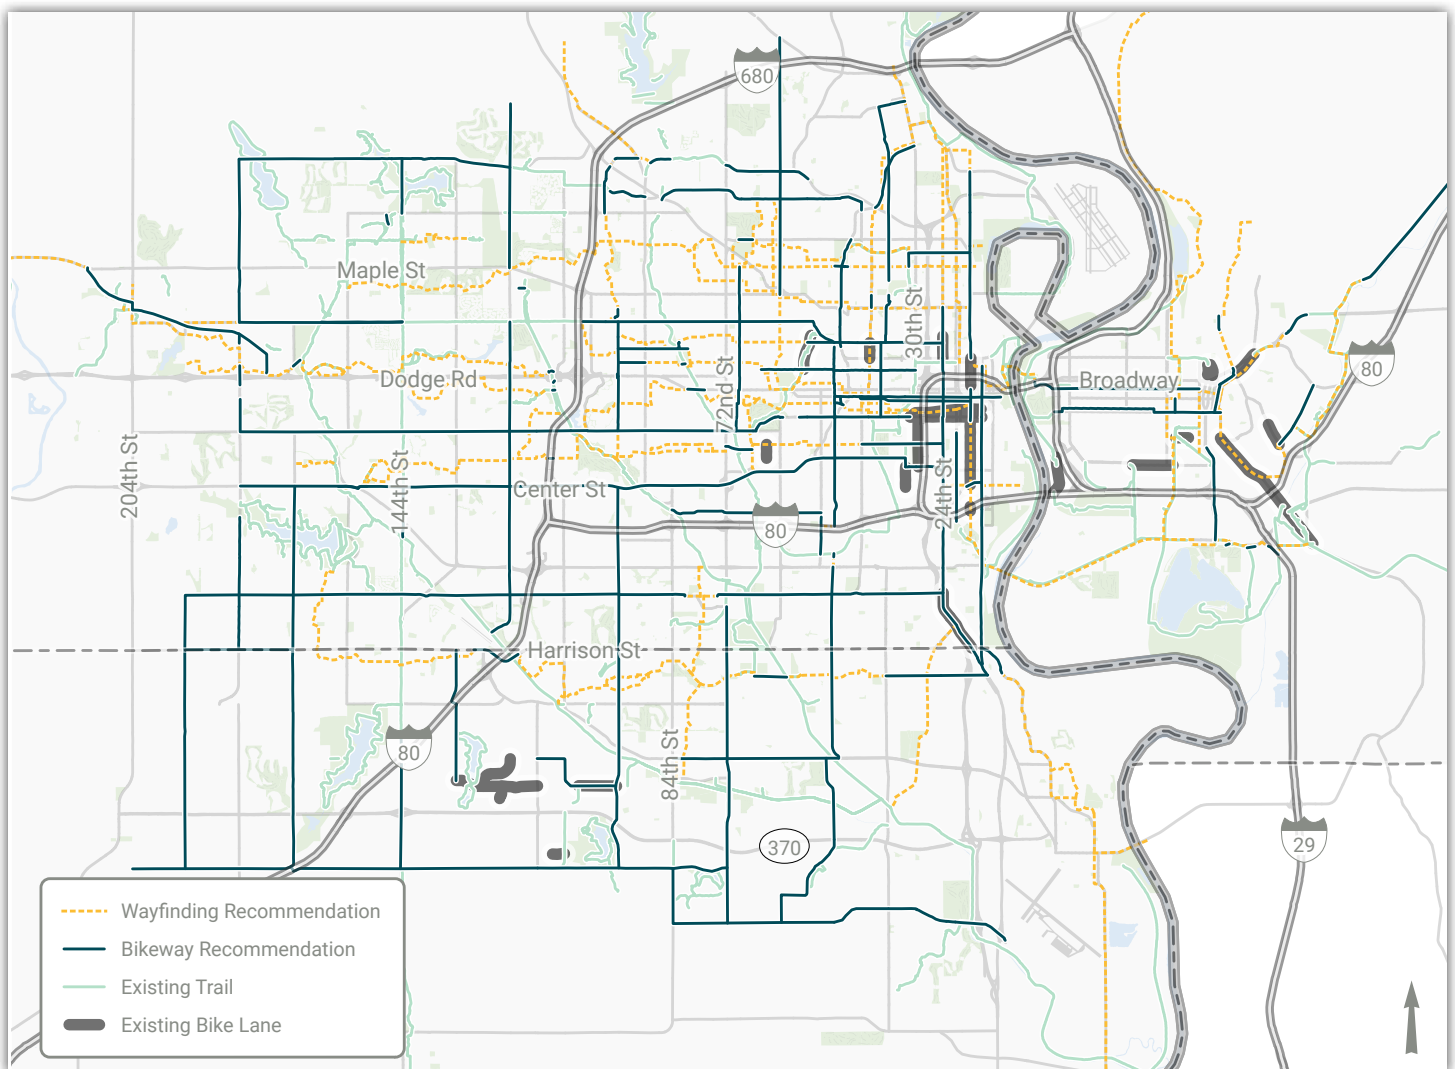 680
Maple St
30th St
Dodge Rd
72nd St
Broadway
80
204th St
144th St
Center St
24th St
80
Harrison St
80
84th St
370
29
Wayfinding Recommendation
Bikeway Recommendation
Existing Trail
Existing Bike Lane